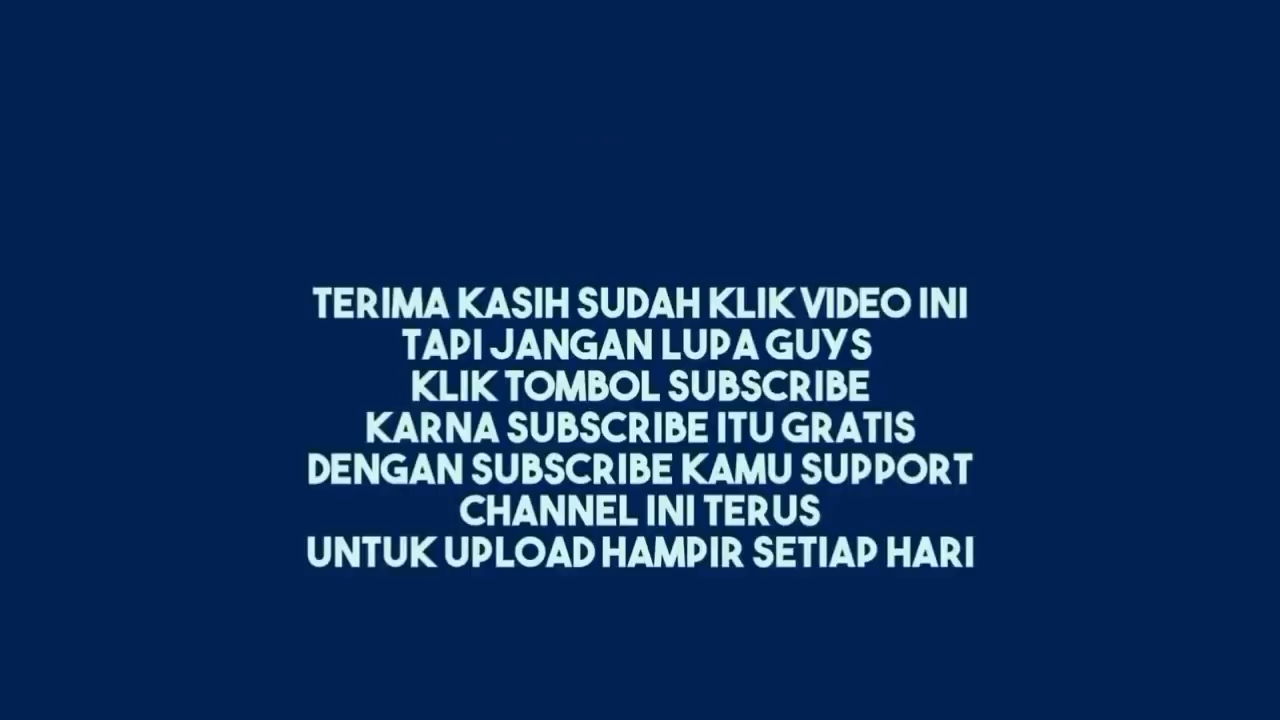 TERIMA KASIH SUDAH KLIK VIDEO INI
TAPI JANGAN LUPA GUYS
KLIK TOMBOL SUBSCRIBE
KARNA SUBSCRIBE ITU GRATIS
DENGAN SUBSCRIBE KAMU SUPPORT
CHANNEL INI TERUS
UNTUK UPLOAD HAMPIR SETIAP HARI